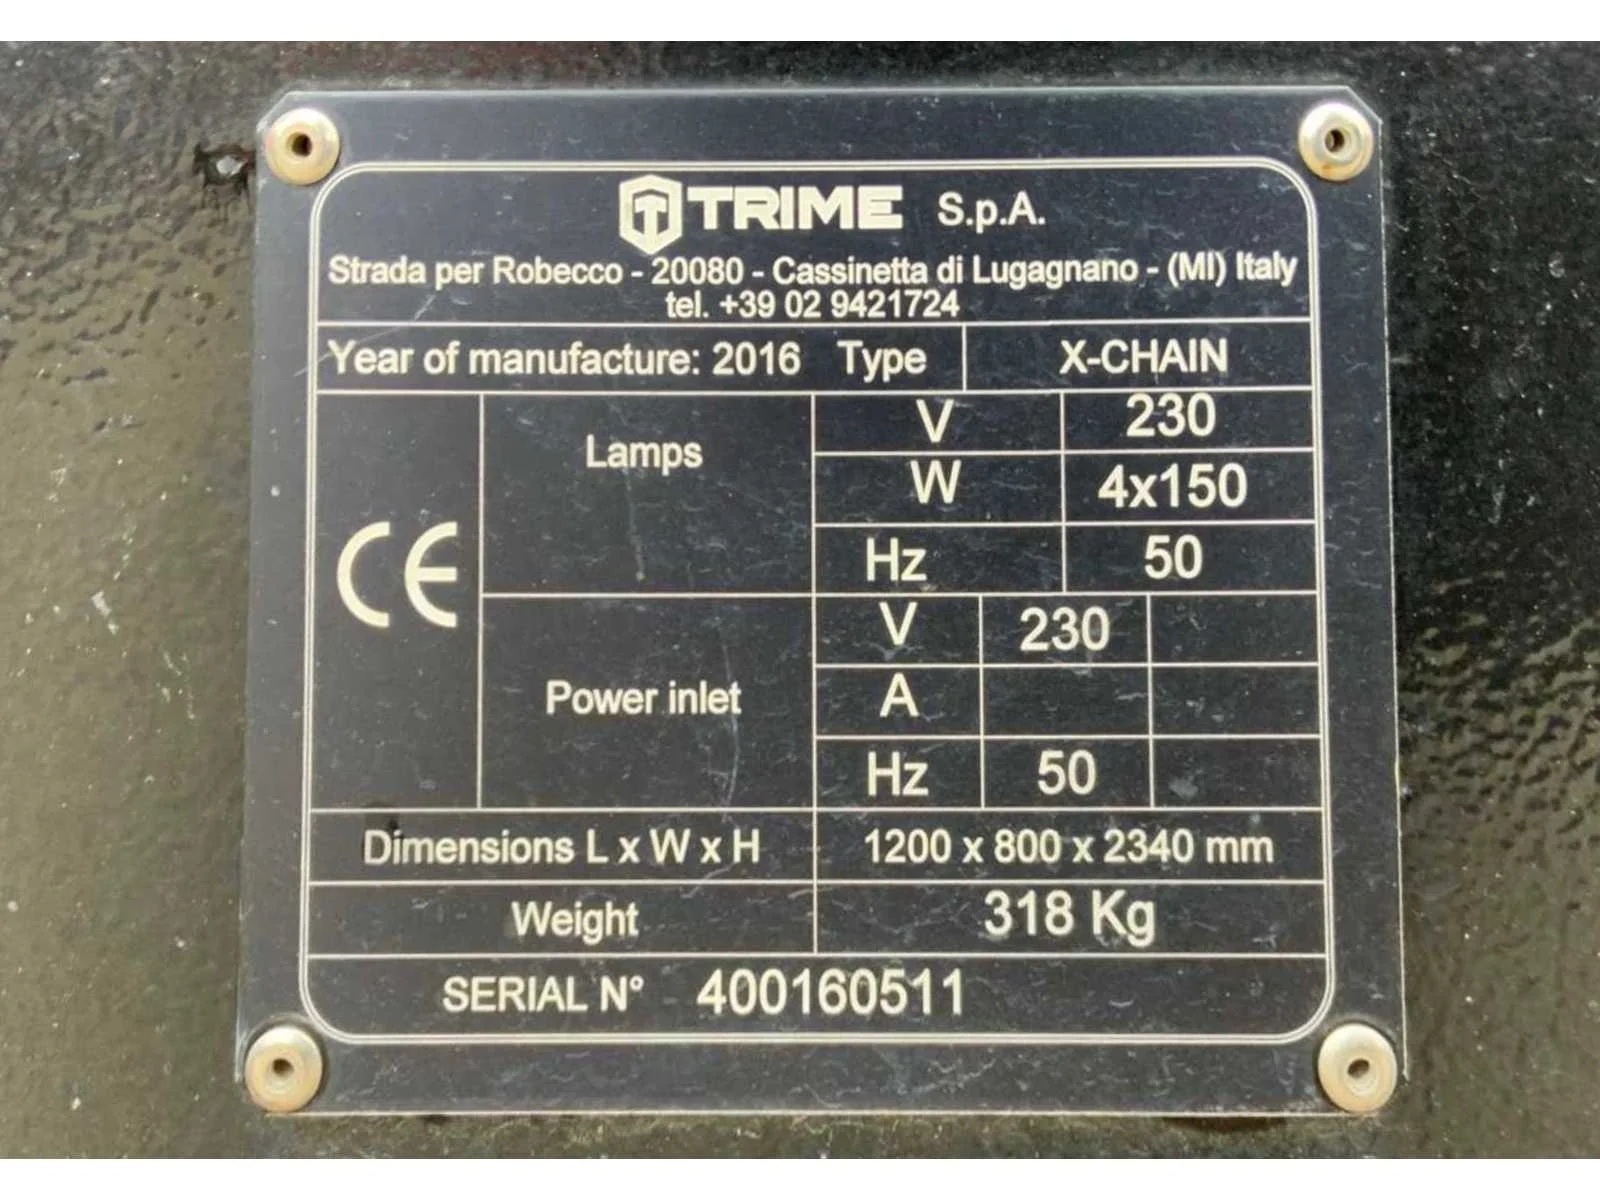 TRIME S.p.A.
Strada per Robecco - 20080 - Cassinetta di Lugagnano - (MI) Italy
tel. +39 02 9421724
Year of manufacture: 2016 Type X-CHAIN
CE
Lamps
V 230
W 4x150
Hz 50
Power inlet
V 230
A
Hz 50
Dimensions L x W x H 1200 x 800 x 2340 mm
Weight 318 Kg
SERIAL N° 400160511